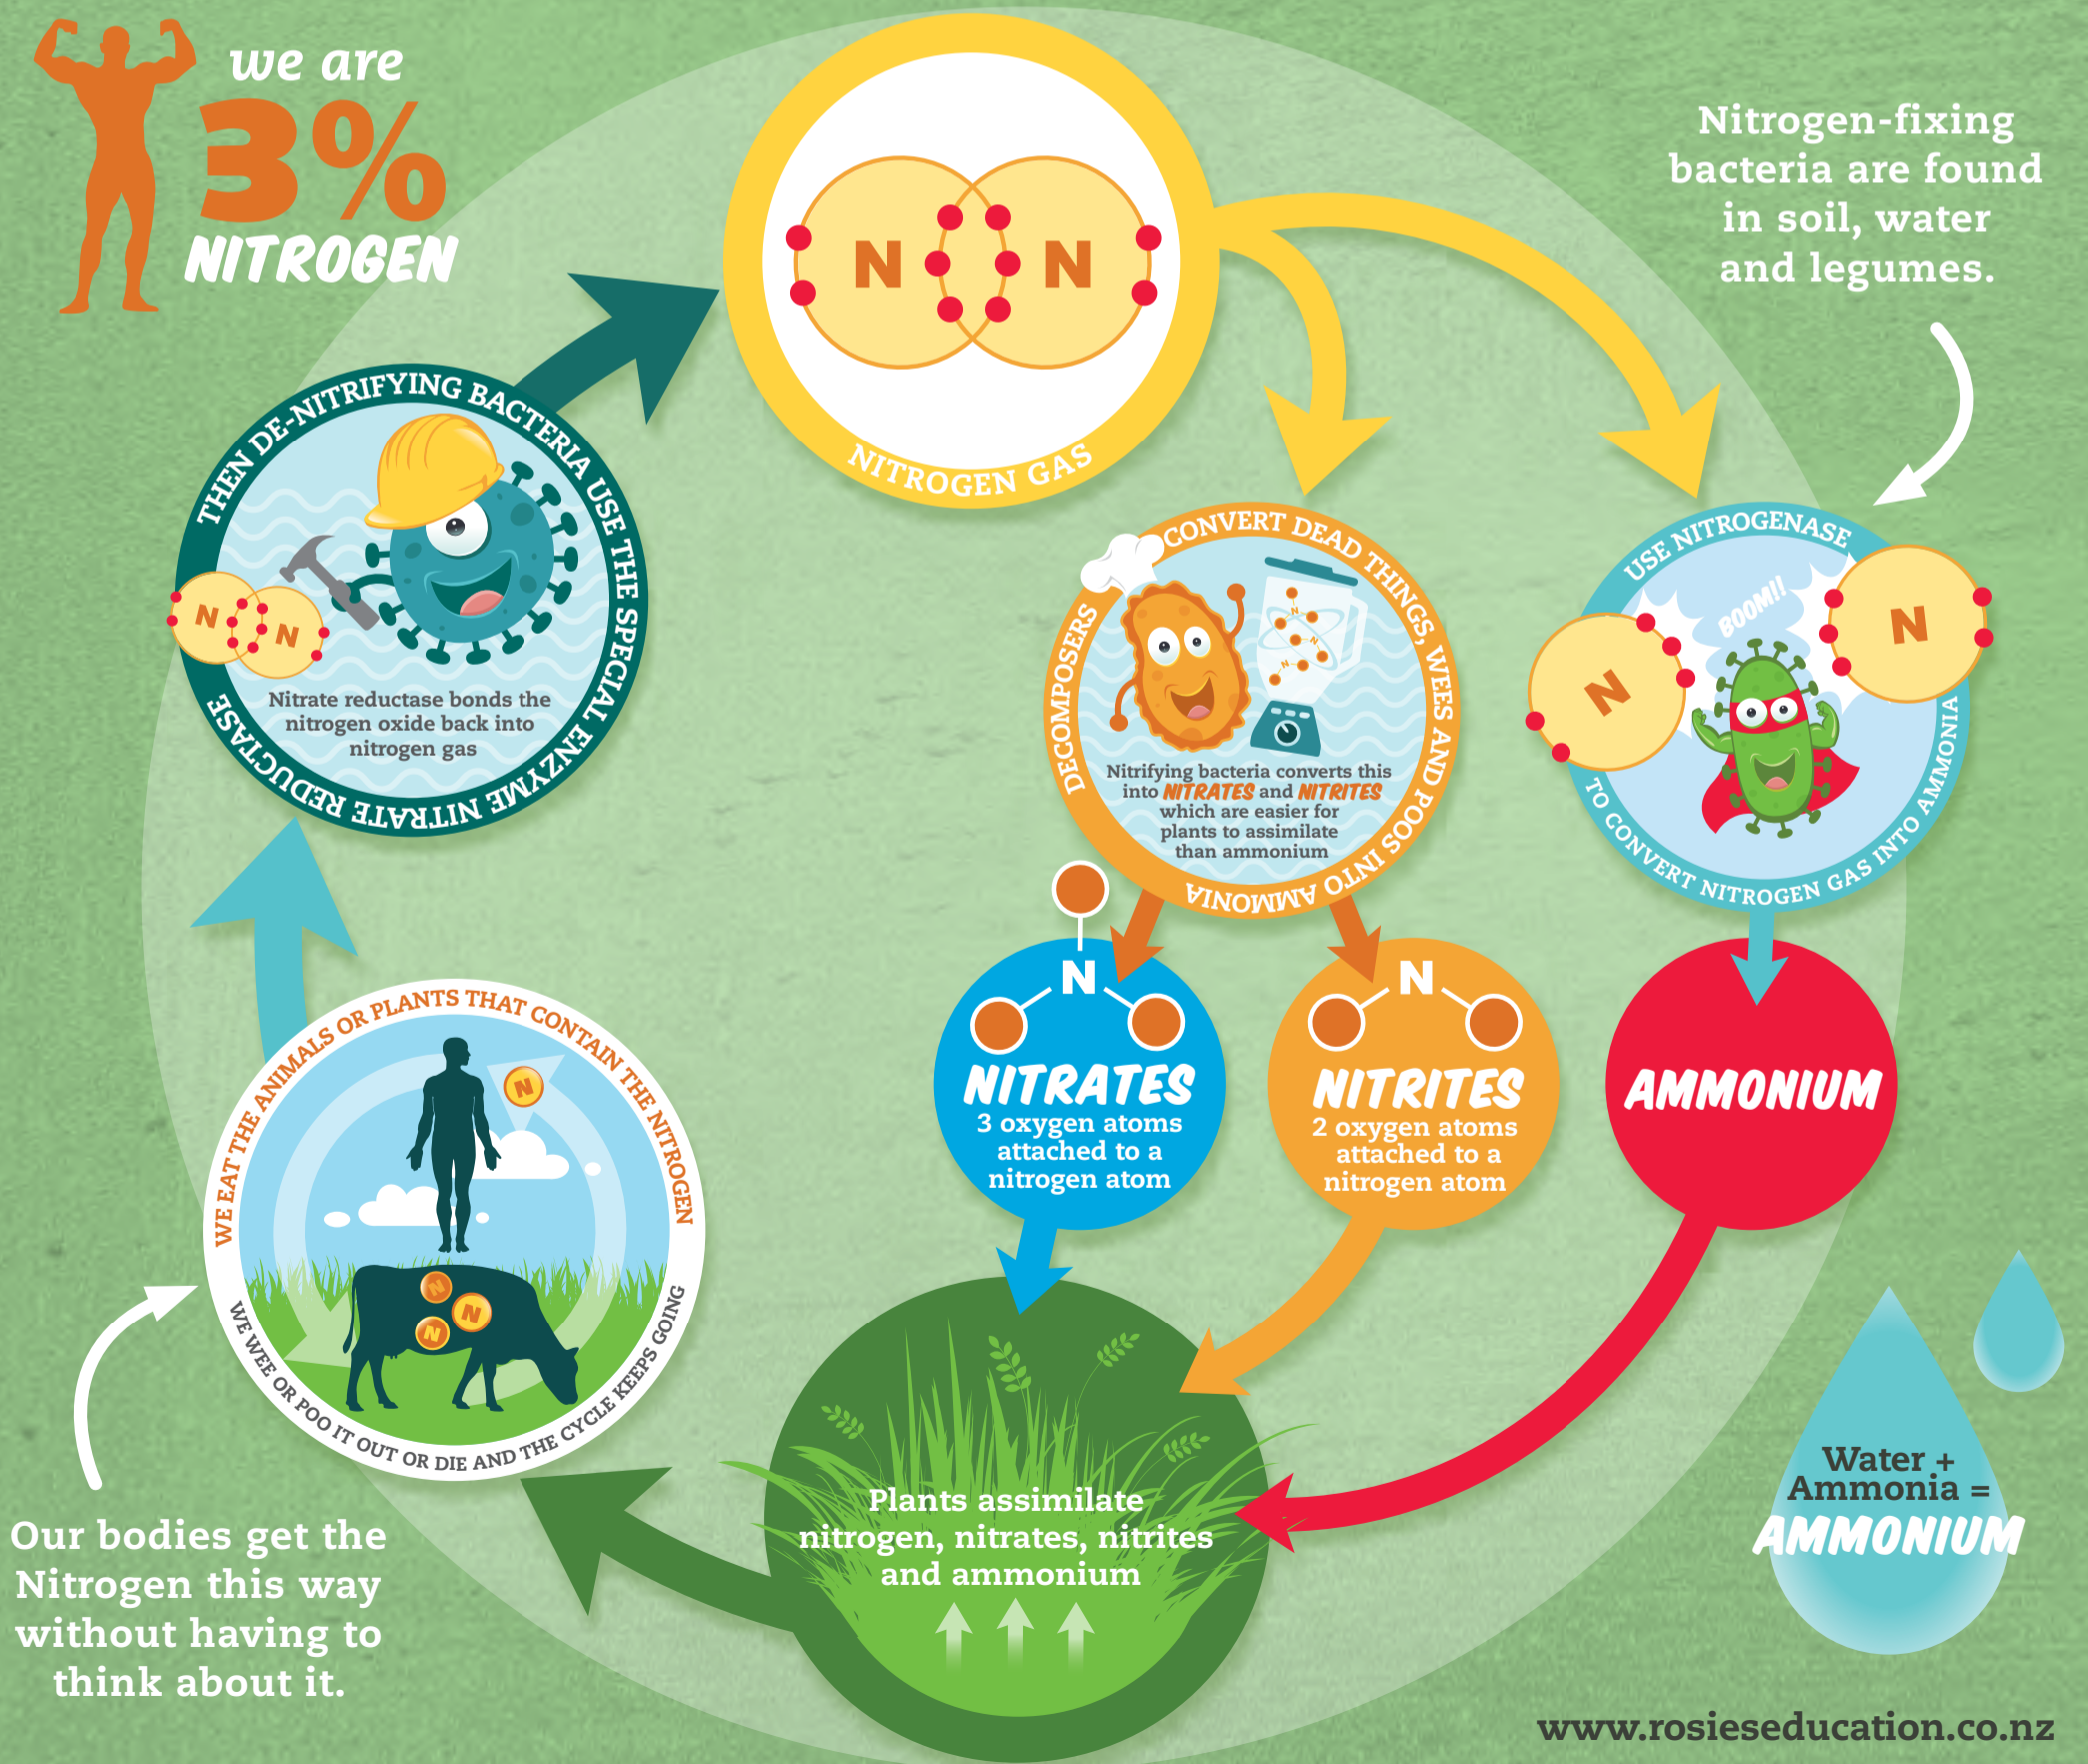 we are
3%
NITROGEN
Nitrogen-fixing
bacteria are found
in soil, water
and legumes.
N N
NITROGEN GAS
THEN DE-NITRIFYING BACTERIA USE THE SPECIAL ENZYME NITRATE REDUCTASE
N N
Nitrate reductase bonds the
nitrogen oxide back into
nitrogen gas
DECOMPOSERS CONVERT DEAD THINGS, WEES AND POOS INTO AMMONIA
N
N
N
Nitrifying bacteria converts this
into NITRATES and NITRITES
which are easier for
plants to assimilate
than ammonium
USE NITROGENASE
TO CONVERT NITROGEN GAS INTO AMMONIA
BOOM!!
N
N
N
NITRATES
3 oxygen atoms
attached to a
nitrogen atom
N
NITRITES
2 oxygen atoms
attached to a
nitrogen atom
AMMONIUM
WE EAT THE ANIMALS OR PLANTS THAT CONTAIN THE NITROGEN
N
N
N
N
WE WEE OR POO IT OUT OR DIE AND THE CYCLE KEEPS GOING
Our bodies get the
Nitrogen this way
without having to
think about it.
Plants assimilate
nitrogen, nitrates, nitrites
and ammonium
Water +
Ammonia =
AMMONIUM
www.rosieseducation.co.nz